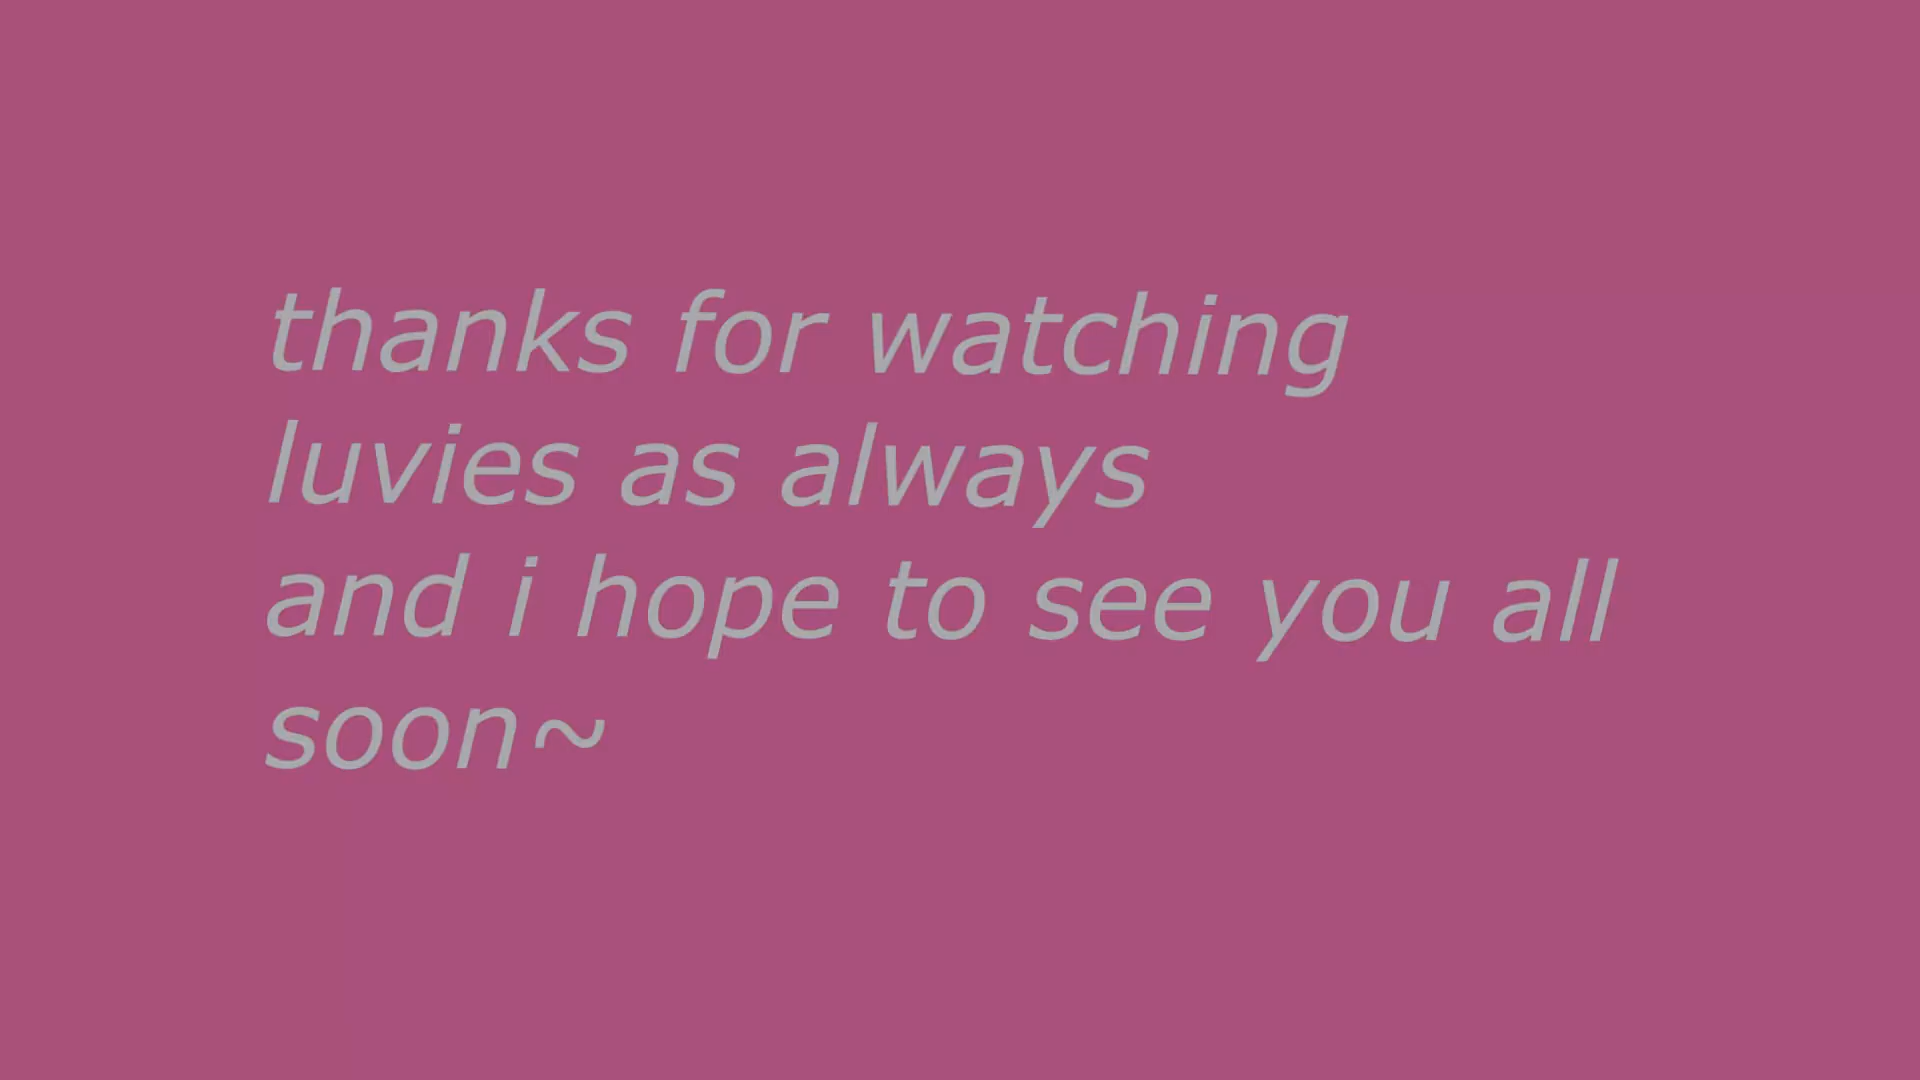 thanks for watching
luvies as always
and i hope to see you all
soon~